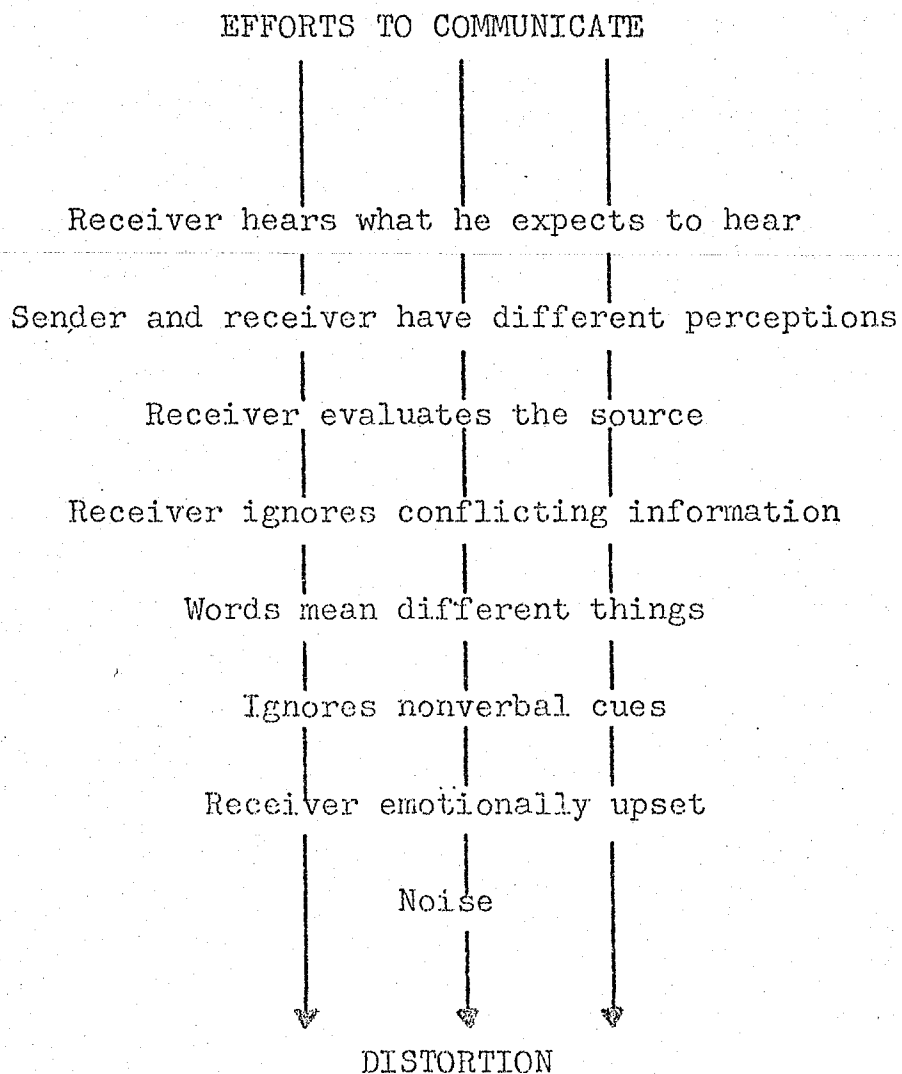 EFFORTS TO COMMUNICATE
Receiver hears what he expects to hear
Sender and receiver have different perceptions
Receiver evaluates the source
Receiver ignores conflicting information
Words mean different things
Ignores nonverbal cues
Receiver emotionally upset
Noise
DISTORTION